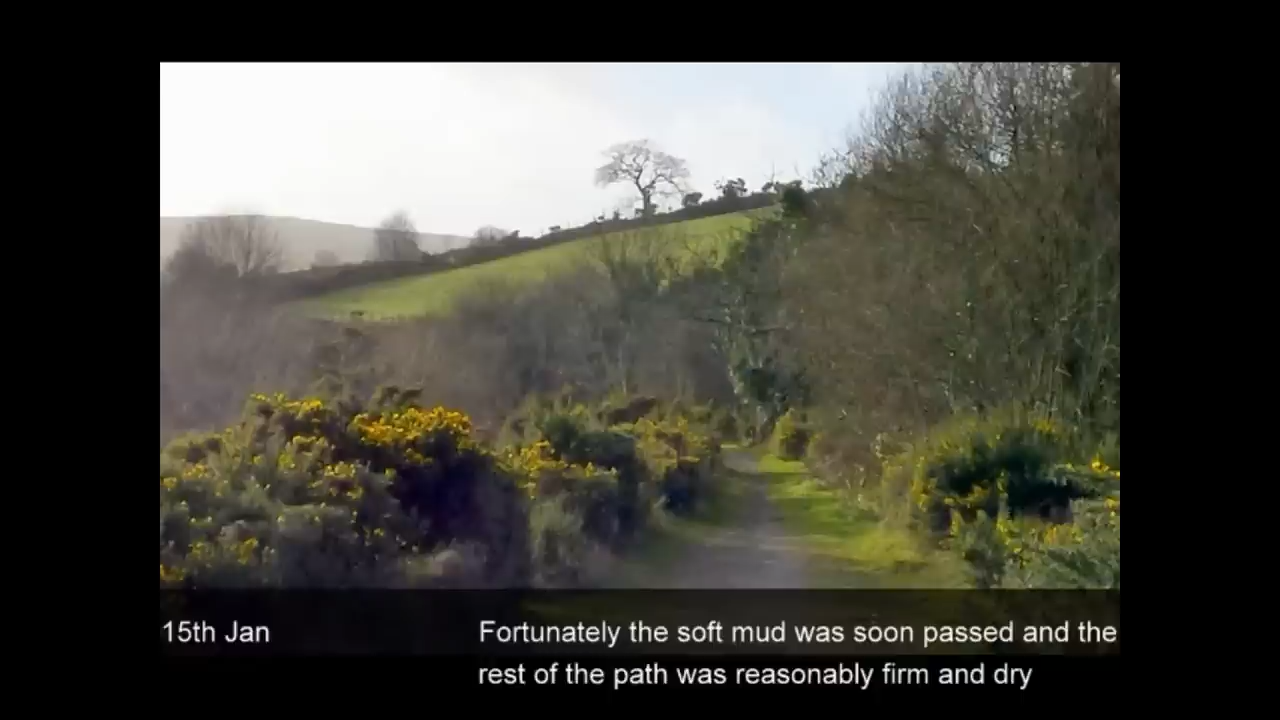 15th Jan
Fortunately the soft mud was soon passed and the
rest of the path was reasonably firm and dry